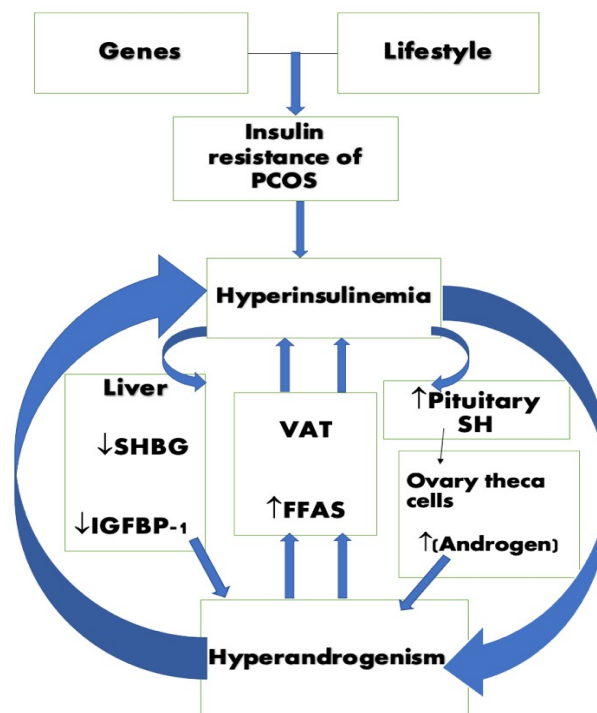 Genes
Lifestyle
Insulin
resistance of
PCOS
Hyperinsulinemia
Liver
↓SHBG
↓IGFBP-1
VAT
↑FFAS
↑Pituitary
SH
Ovary theca
cells
↑(Androgen)
Hyperandrogenism